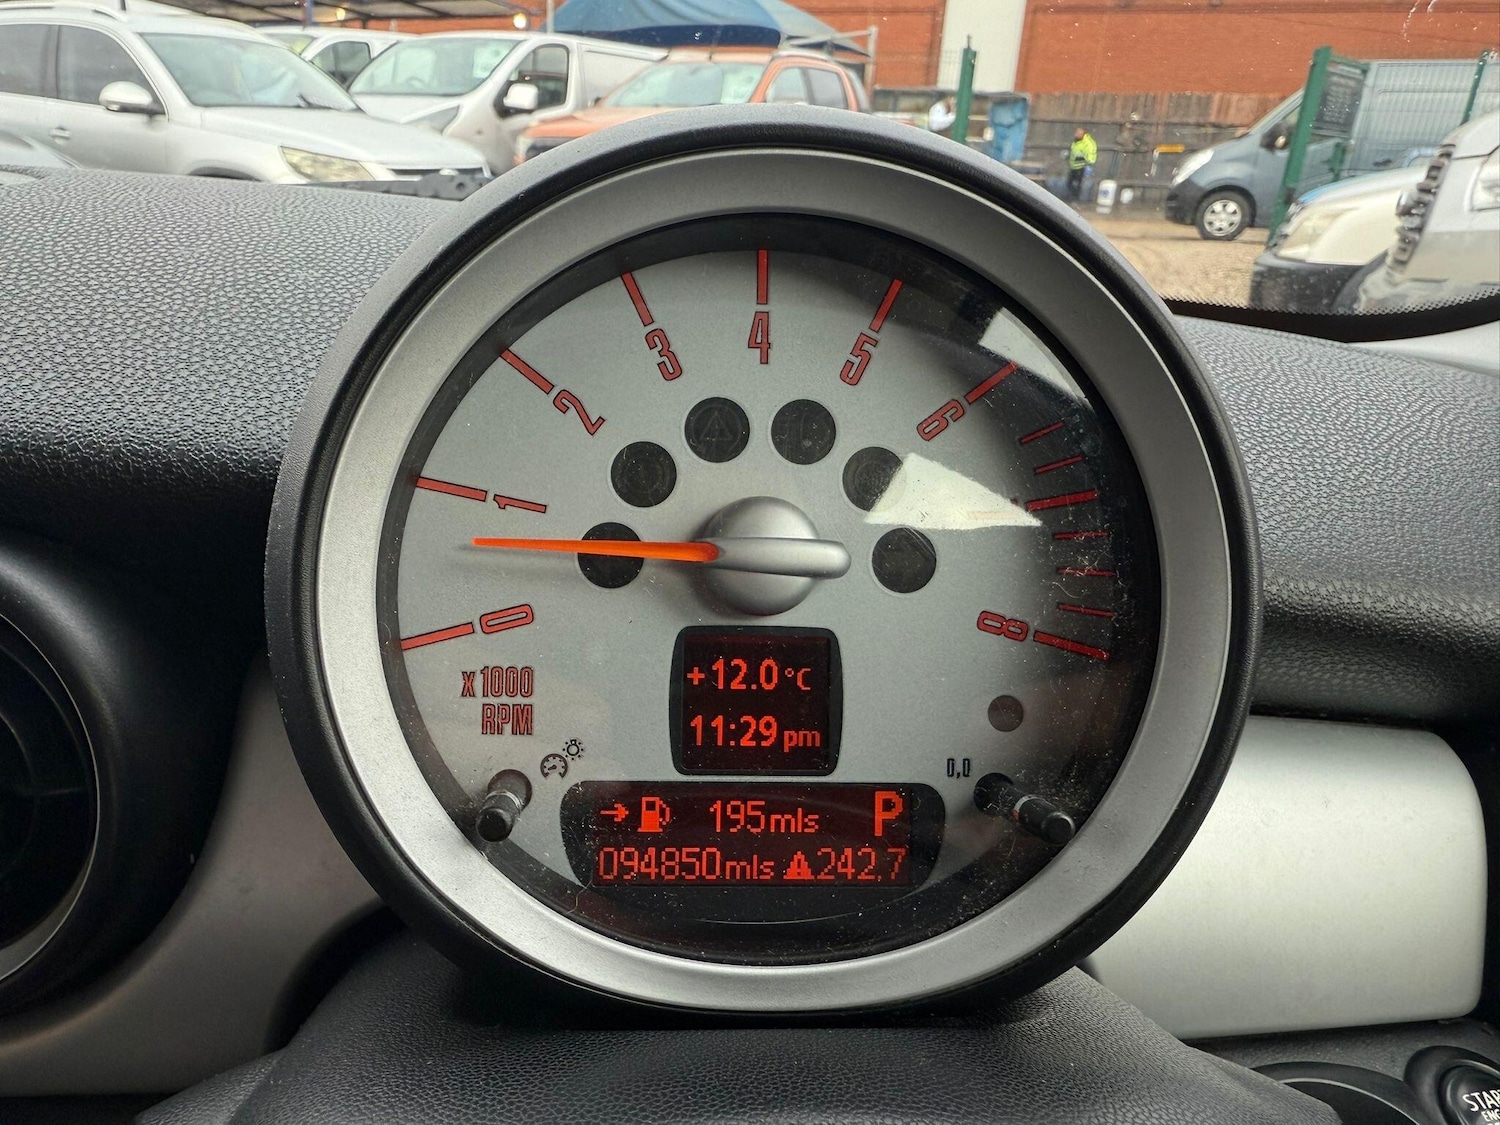 4
3
5
2
6
1
0
8
x1000
RPM
+12.0°C
11:29 pm
0,0
195mls P
094850mls 242.7
START